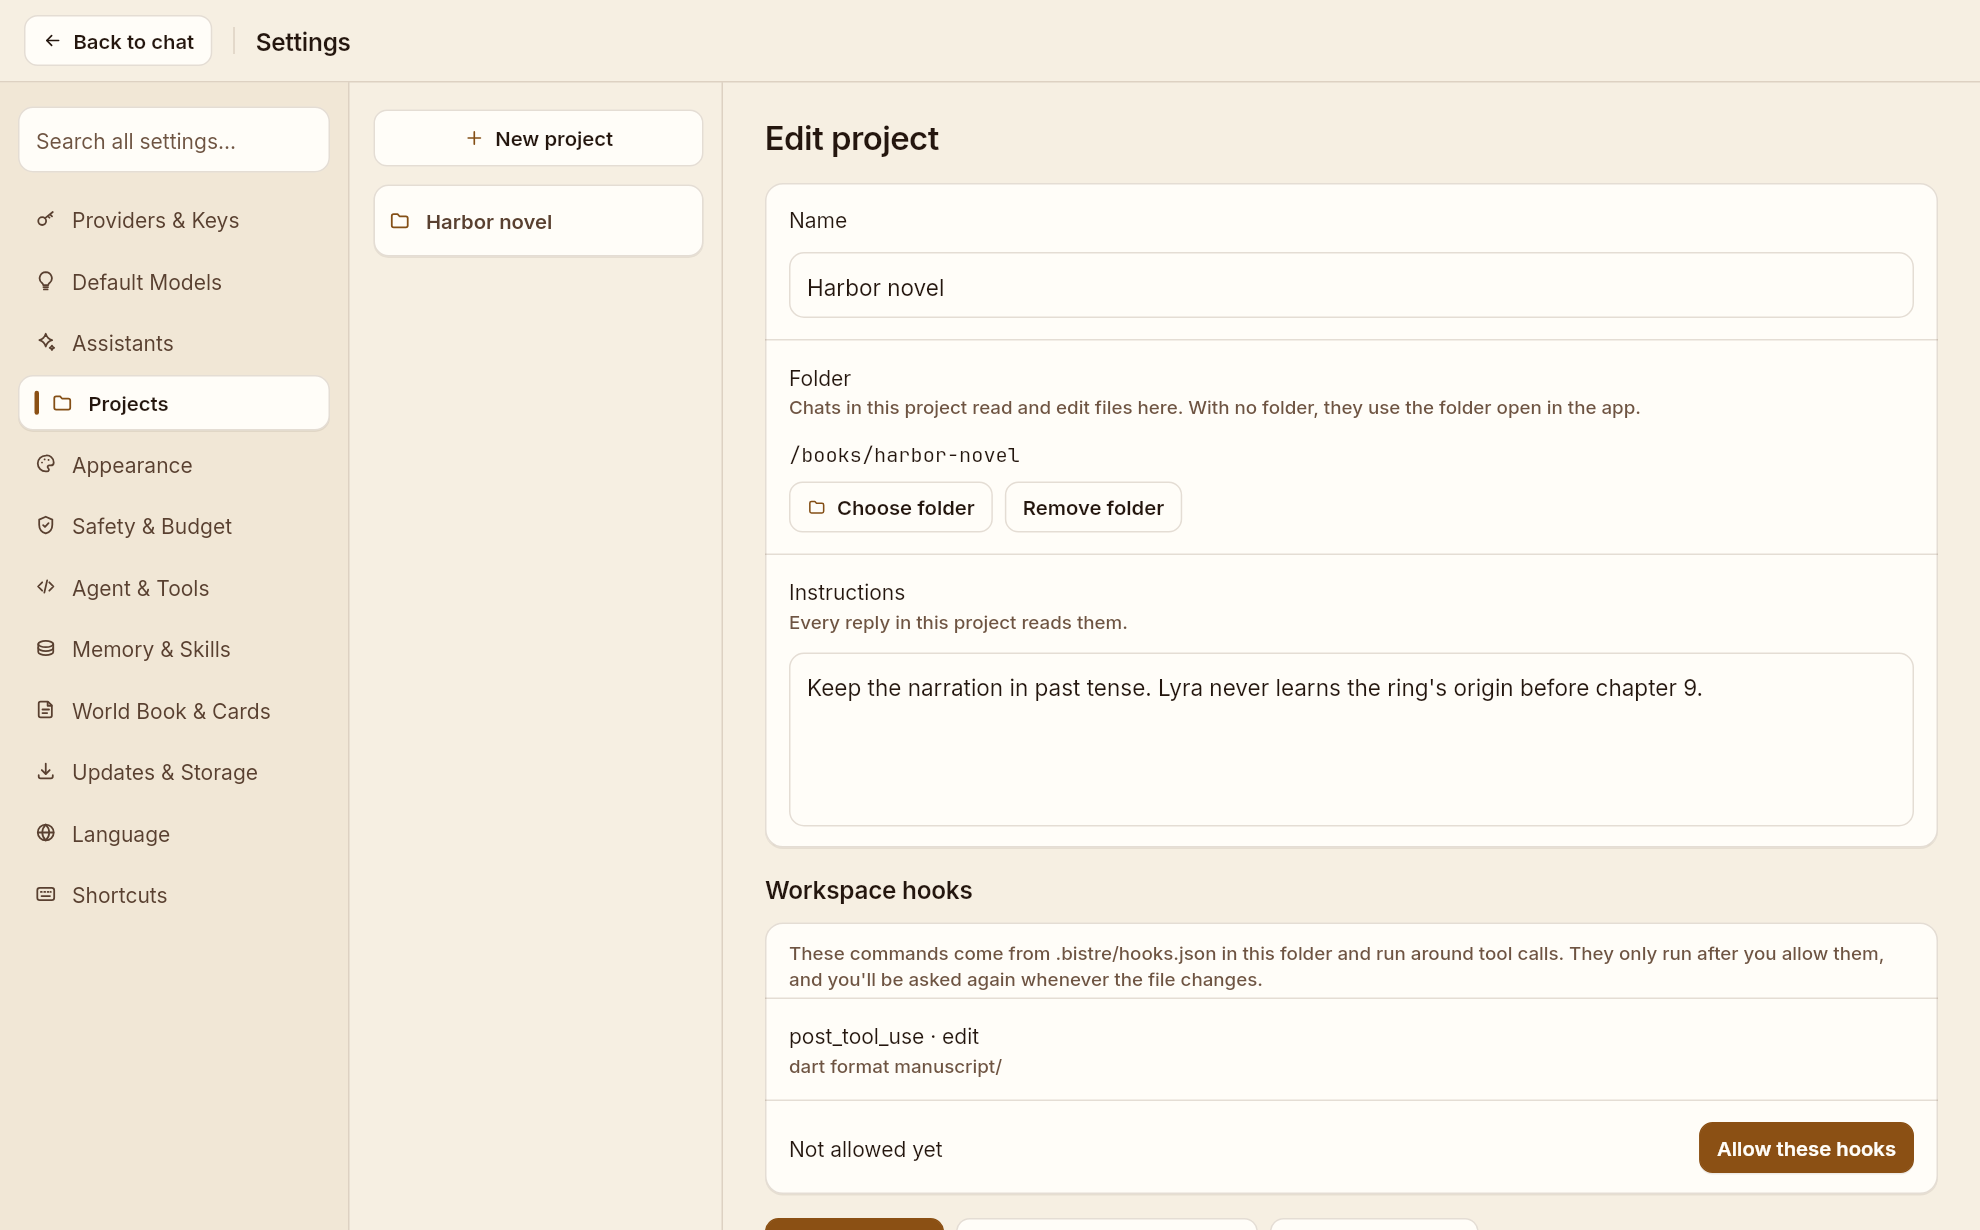 Back to chat
Settings
Search all settings...
Providers & Keys
Default Models
Assistants
Projects
Appearance
Safety & Budget
Agent & Tools
Memory & Skills
World Book & Cards
Updates & Storage
Language
Shortcuts
New project
Harbor novel
Edit project
Name
Harbor novel
Folder
Chats in this project read and edit files here. With no folder, they use the folder open in the app.
/books/harbor-novel
Choose folder
Remove folder
Instructions
Every reply in this project reads them.
Keep the narration in past tense. Lyra never learns the ring's origin before chapter 9.
Workspace hooks
These commands come from .bistre/hooks.json in this folder and run around tool calls. They only run after you allow them,
and you'll be asked again whenever the file changes.
post_tool_use · edit
dart format manuscript/
Not allowed yet
Allow these hooks